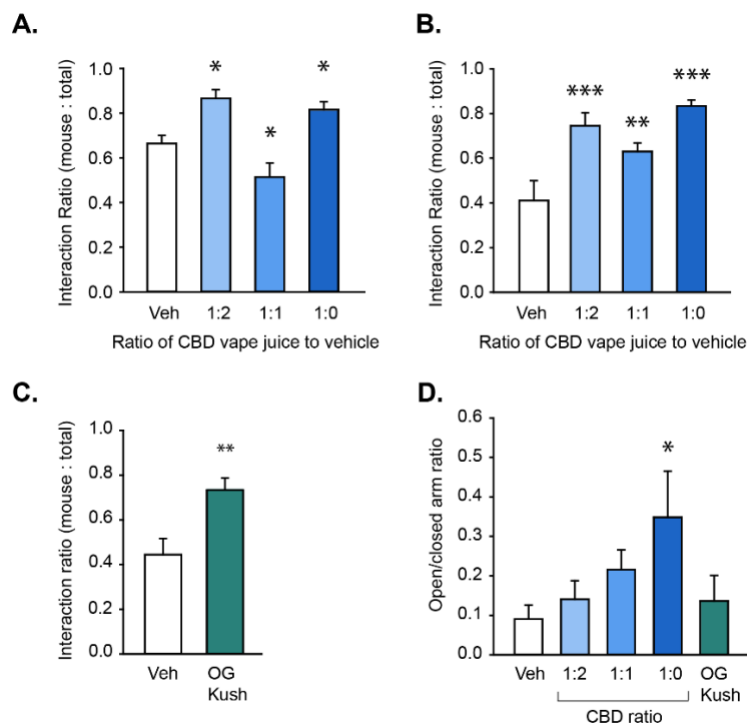 A.
Interaction Ratio (mouse : total)
1.0
0.8
0.6
0.4
0.2
0.0
*
*
*
Veh 1:2 1:1 1:0
Ratio of CBD vape juice to vehicle
B.
Interaction Ratio (mouse : total)
1.0
0.8
0.6
0.4
0.2
0.0
***
**
***
Veh 1:2 1:1 1:0
Ratio of CBD vape juice to vehicle
C.
Interaction ratio (mouse : total)
1.0
0.8
0.6
0.4
0.2
0.0
**
Veh OG
Kush
D.
Open/closed arm ratio
0.6
0.5
0.4
0.3
0.2
0.1
0.0
*
Veh 1:2 1:1 1:0 OG
Kush
CBD ratio